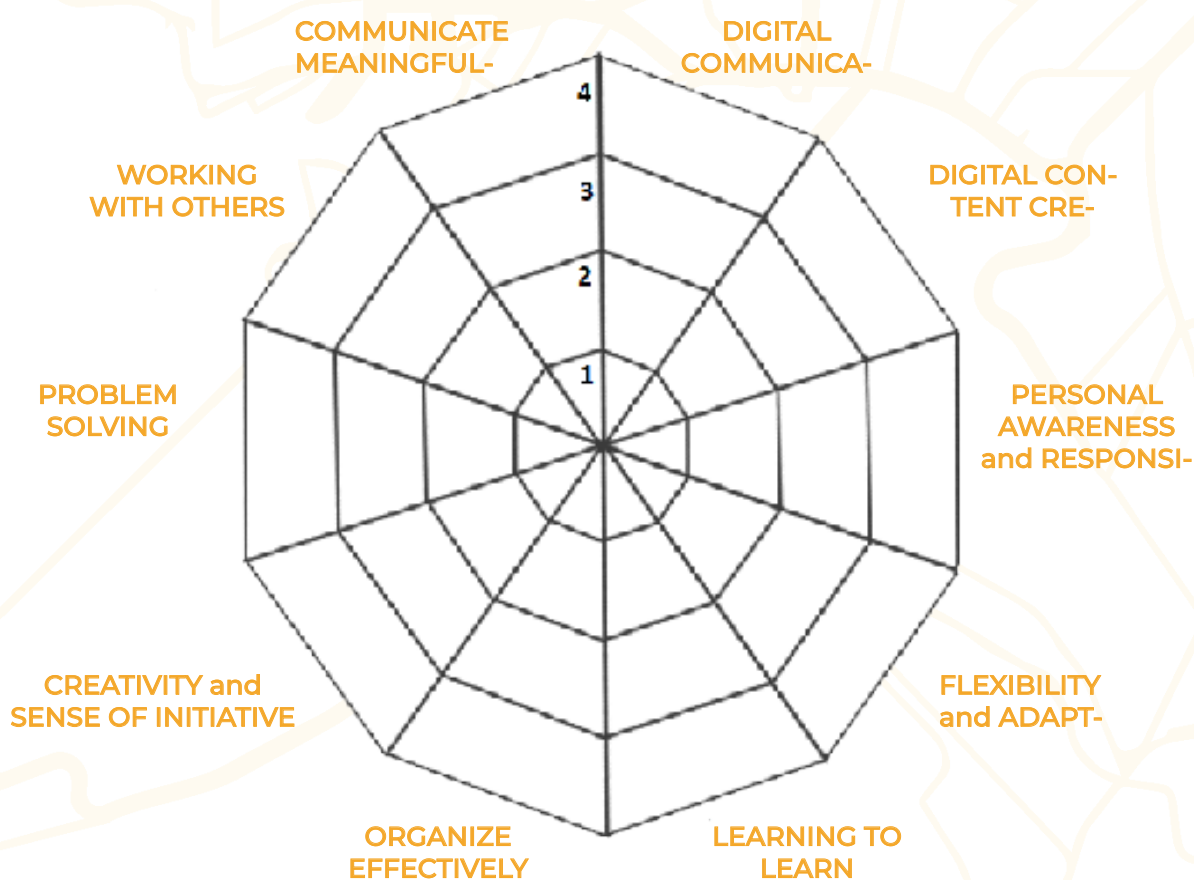 COMMUNICATE
MEANINGFUL-
DIGITAL
COMMUNICA-
4
WORKING
WITH OTHERS
3
DIGITAL CON-
TENT CRE-
2
1
PROBLEM
SOLVING
PERSONAL
AWARENESS
and RESPONSI-
CREATIVITY and
SENSE OF INITIATIVE
FLEXIBILITY
and ADAPT-
ORGANIZE
EFFECTIVELY
LEARNING TO
LEARN